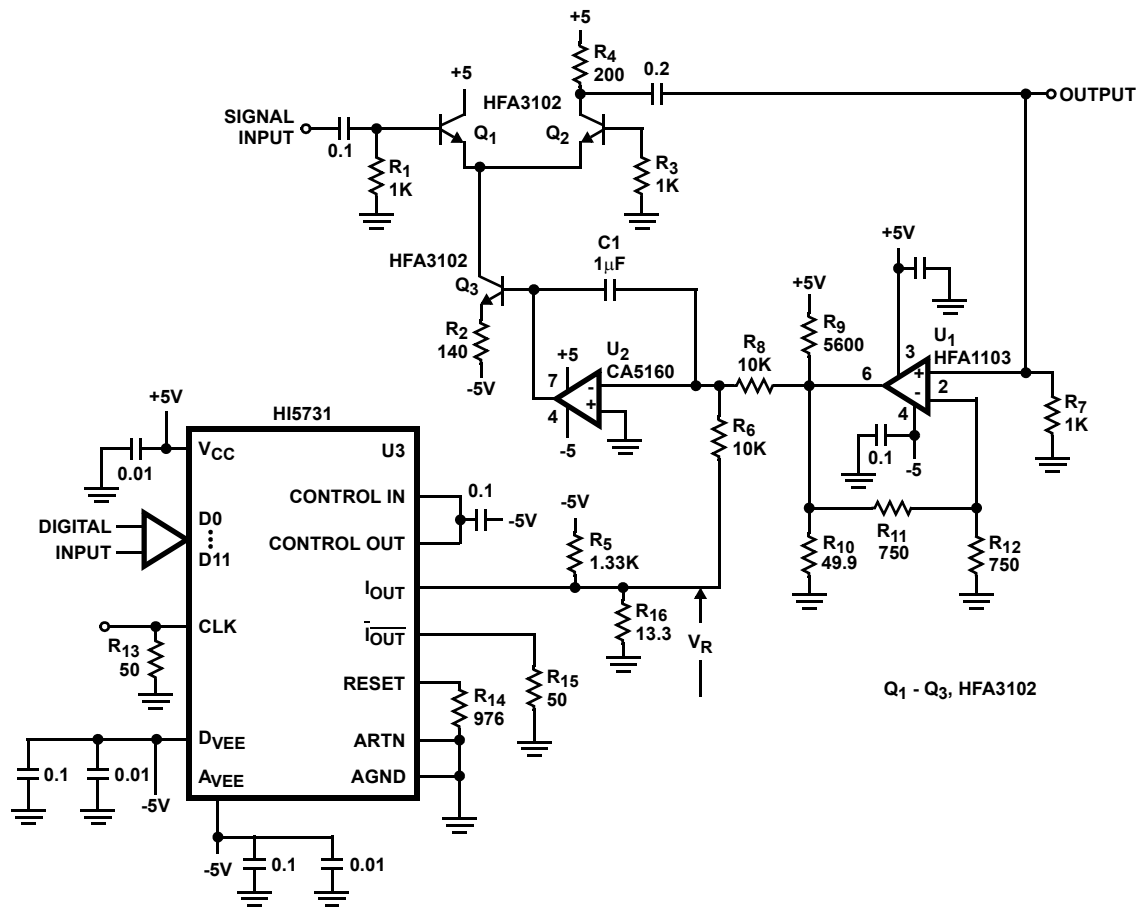 +5
R4
200
0.2
+5
HFA3102
OUTPUT
SIGNAL
INPUT
Q1
Q2
0.1
R1
1K
R3
1K
C1
1μF
+5V
HFA3102
Q3
+5V
R2
140
-5V
R9
5600
U1
HFA1103
R8
10K
U2
CA5160
+5
7
-
+
4
-5
3
6
+
-
2
4
R7
1K
0.1
-5
R6
10K
+5V
HI5731
0.01
VCC
U3
CONTROL IN
0.1
-5V
CONTROL OUT
-5V
DIGITAL
INPUT
D0
D11
R5
1.33K
R11
750
R10
49.9
R12
750
IOUT
R16
13.3
VR
CLK
R13
50
IOUT
RESET
R14
976
R15
50
Q1 - Q3, HFA3102
DVEE
ARTN
0.1
0.01
-5V
AVEE
AGND
-5V
0.1
0.01